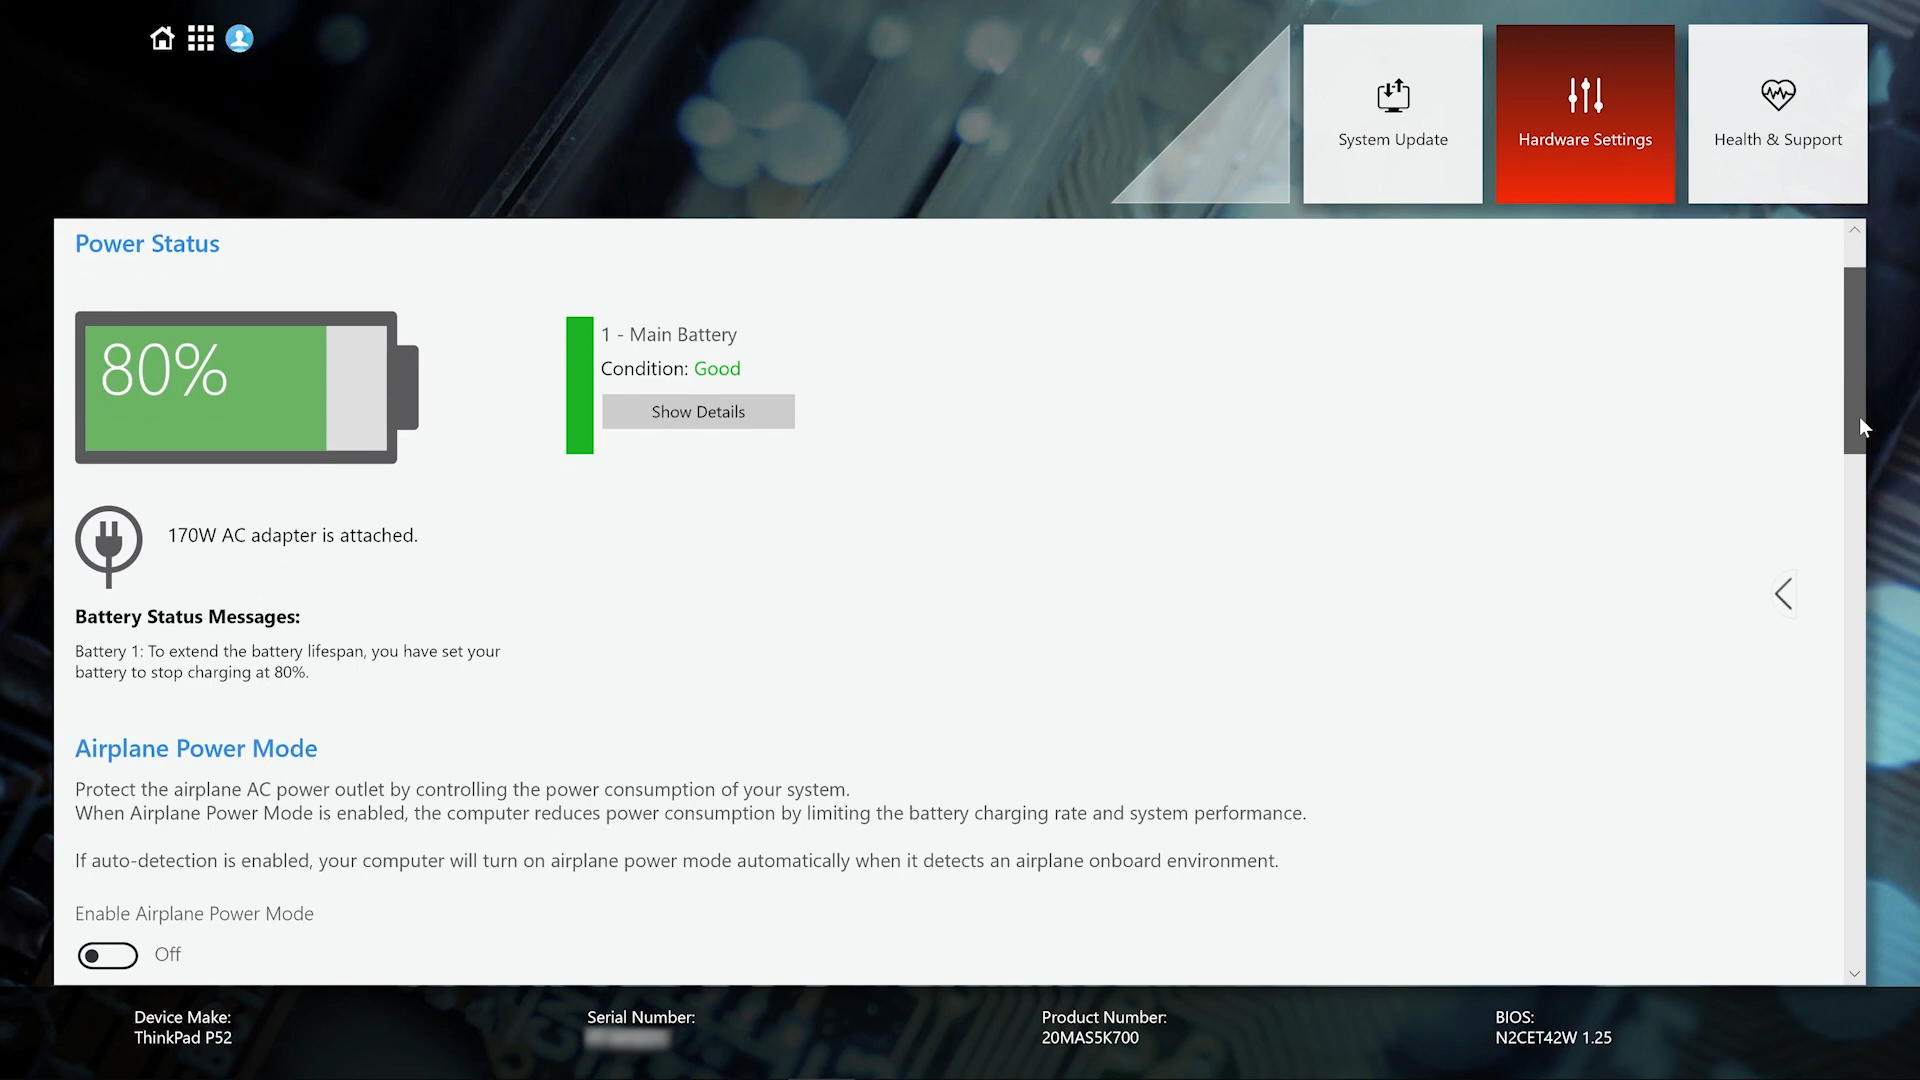 System Update
Hardware Settings
Health & Support
Power Status
80%
1 - Main Battery
Condition: Good
Show Details
170W AC adapter is attached.
Battery Status Messages:
Battery 1: To extend the battery lifespan, you have set your
battery to stop charging at 80%.
Airplane Power Mode
Protect the airplane AC power outlet by controlling the power consumption of your system.
When Airplane Power Mode is enabled, the computer reduces power consumption by limiting the battery charging rate and system performance.
If auto-detection is enabled, your computer will turn on airplane power mode automatically when it detects an airplane onboard environment.
Enable Airplane Power Mode
Off
Device Make:
ThinkPad P52
Serial Number:
Product Number:
20MAS5K700
BIOS:
N2CET42W 1.25